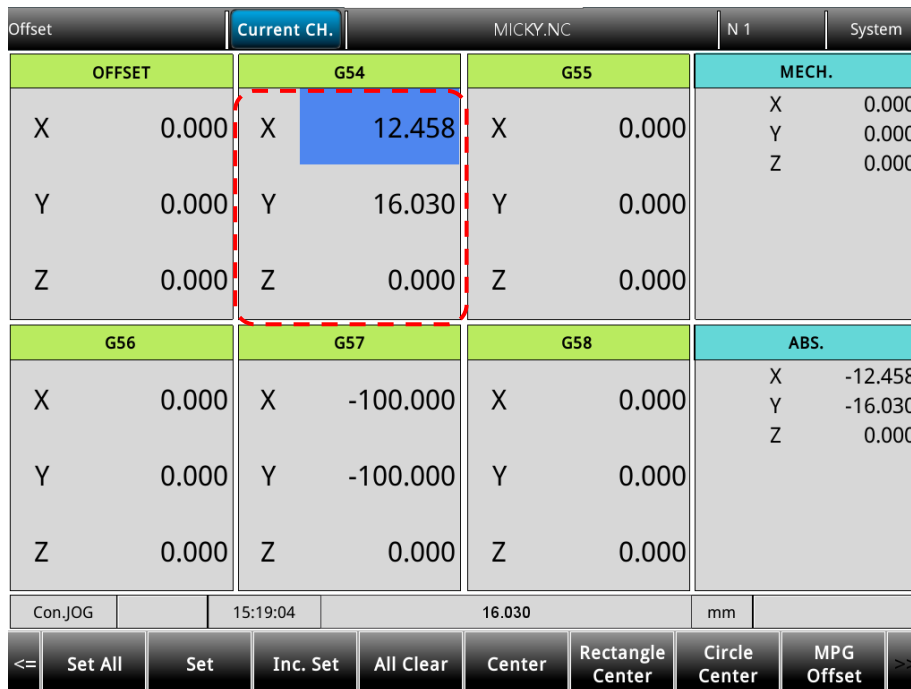 Offset Current CH. MICKY.NC N 1 System
OFFSET G54 G55 MECH.
X 0.000 X 12.458 X 0.000 X 0.000
Y 0.000
Z 0.000
Y 0.000 Y 16.030 Y 0.000
Z 0.000 Z 0.000 Z 0.000
G56 G57 G58 ABS.
X 0.000 X -100.000 X 0.000 X -12.458
Y -16.030
Z 0.000
Y 0.000 Y -100.000 Y 0.000
Z 0.000 Z 0.000 Z 0.000
Con.JOG 15:19:04 16.030 mm
<= Set All Set Inc. Set All Clear Center Rectangle Center Circle Center MPG Offset >>